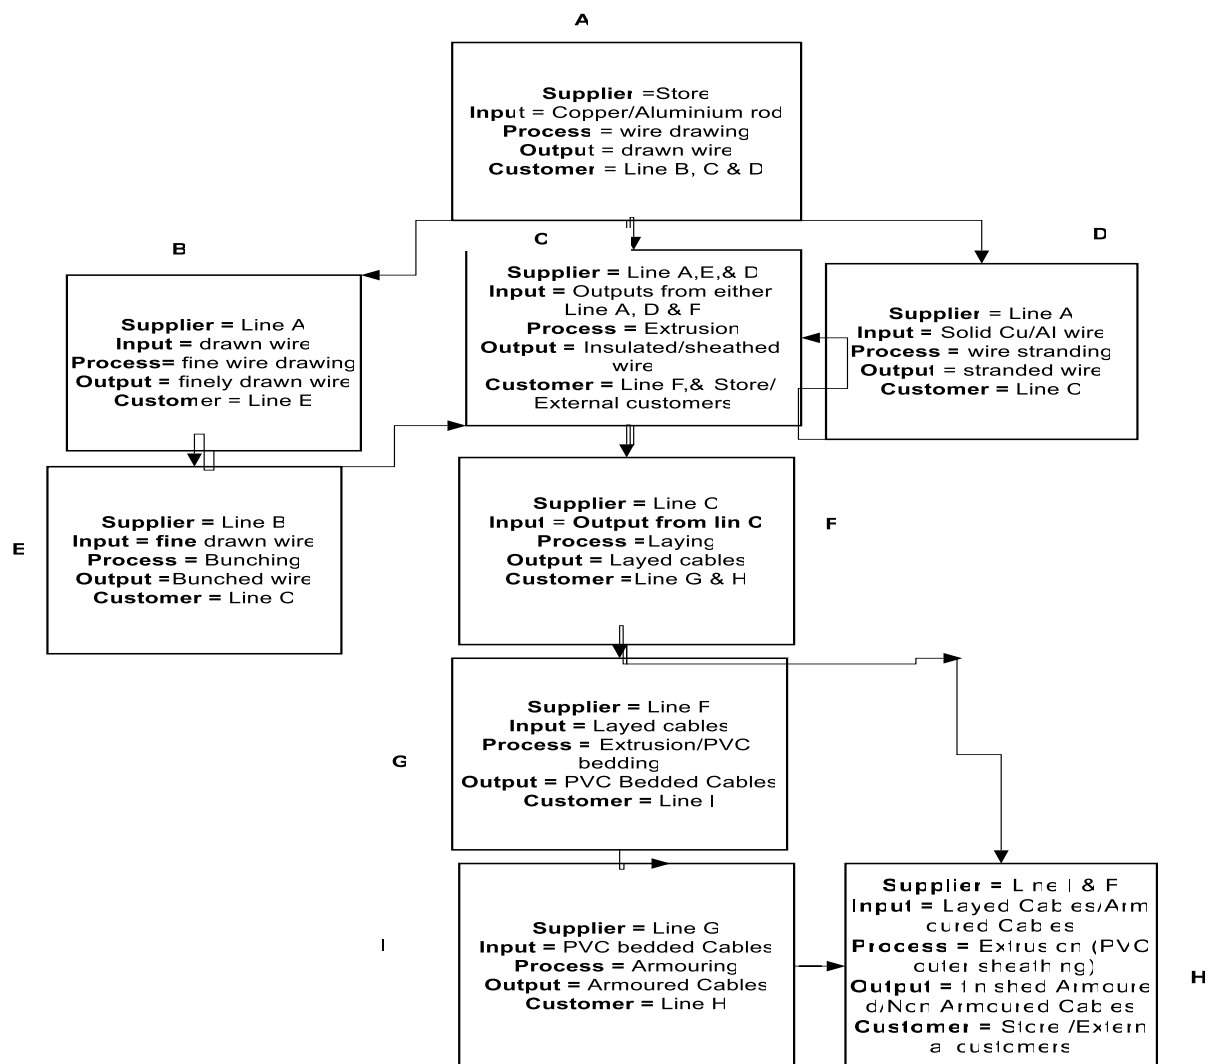 A
Supplier =Store
Input = Copper/Aluminium rod
Process = wire drawing
Output = drawn wire
Customer = Line B, C & D
B
Supplier = Line A
Input = drawn wire
Process= fine wire drawing
Output = finely drawn wire
Customer = Line E
C
Supplier = Line A,E,& D
Input = Outputs from either
Line A, D & F
Process = Extrusion
Output = Insulated/sheathed
wire
Customer = Line F,& Store/
External customers
D
Supplier = Line A
Input = Solid Cu/Al wire
Process = wire stranding
Output = stranded wire
Customer = Line C
E
Supplier = Line B
Input = fine drawn wire
Process = Bunching
Output =Bunched wire
Customer = Line C
F
Supplier = Line C
Input = Output from lin C
Process =Laying
Output = Layed cables
Customer =Line G & H
G
Supplier = Line F
Input = Layed cables
Process = Extrusion/PVC
bedding
Output = PVC Bedded Cables
Customer = Line I
I
Supplier = Line G
Input = PVC bedded Cables
Process = Armouring
Output = Armoured Cables
Customer = Line H
H
Supplier = Line I & F
Input = Layed Cables/Arm
oured Cables
Process = Extrusion (PVC
outer sheathing)
Output = finished Armoure
d/Non Armoured Cables
Customer = Store /Extern
al customers